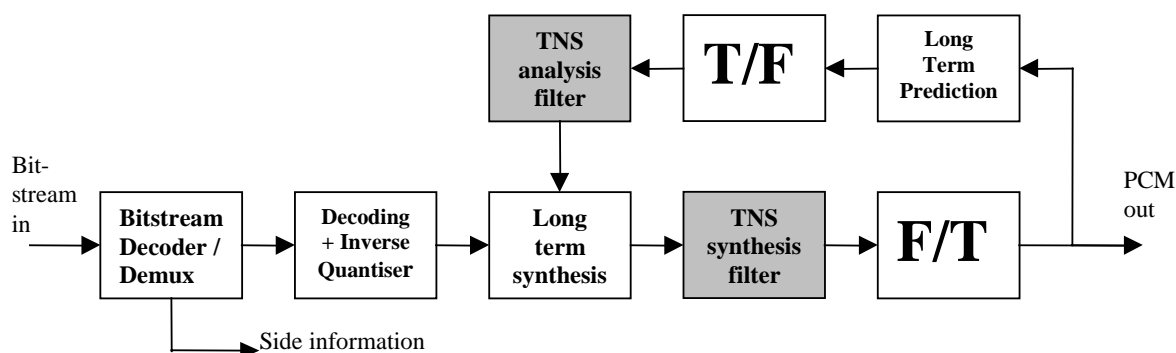 TNS
analysis
filter
T/F
Long
Term
Prediction
Bit-
stream
in
Bitstream
Decoder /
Demux
Decoding
+ Inverse
Quantiser
Long
term
synthesis
TNS
synthesis
filter
F/T
PCM
out
Side information